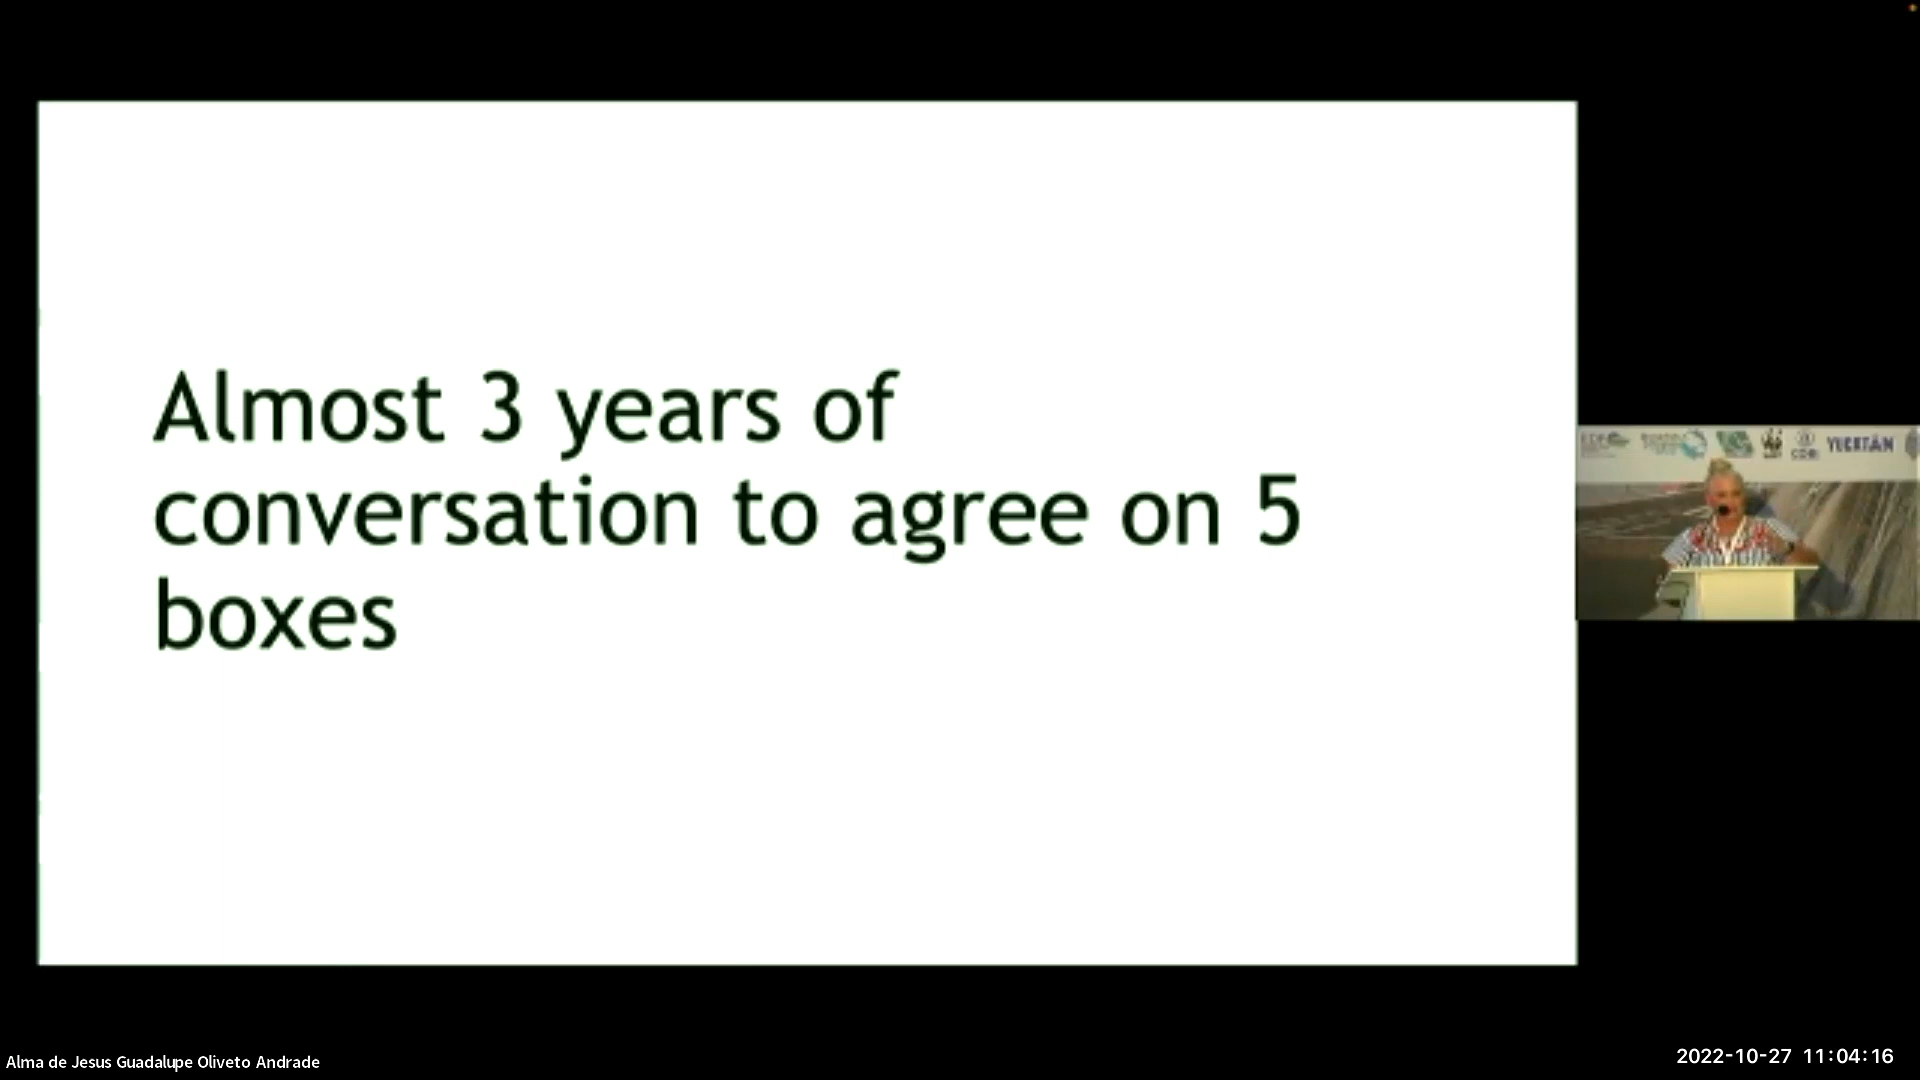 Almost 3 years of
conversation to agree on 5
boxes
YUCATÁN
Alma de Jesus Guadalupe Oliveto Andrade
2022-10-27 11:04:16